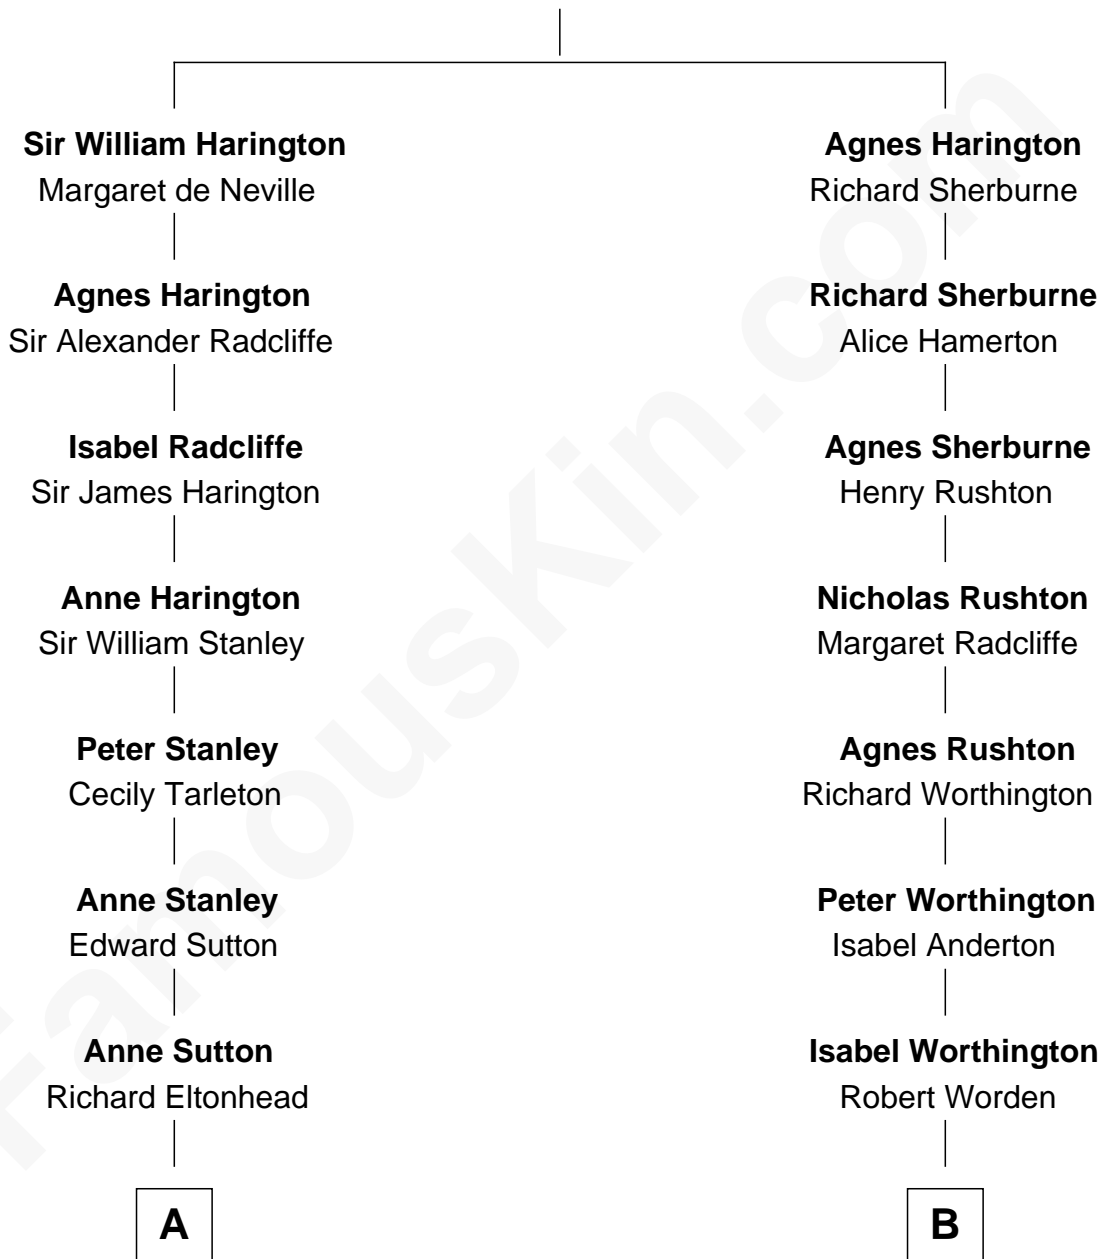 Sir William Harington
Margaret de Neville
Agnes Harington
Sir Alexander Radcliffe
Isabel Radcliffe
Sir James Harington
Anne Harington
Sir William Stanley
Peter Stanley
Cecily Tarleton
Anne Stanley
Edward Sutton
Anne Sutton
Richard Eltonhead
A
Agnes Harington
Richard Sherburne
Richard Sherburne
Alice Hamerton
Agnes Sherburne
Henry Rushton
Nicholas Rushton
Margaret Radcliffe
Agnes Rushton
Richard Worthington
Peter Worthington
Isabel Anderton
Isabel Worthington
Robert Worden
B
FamousKin.com